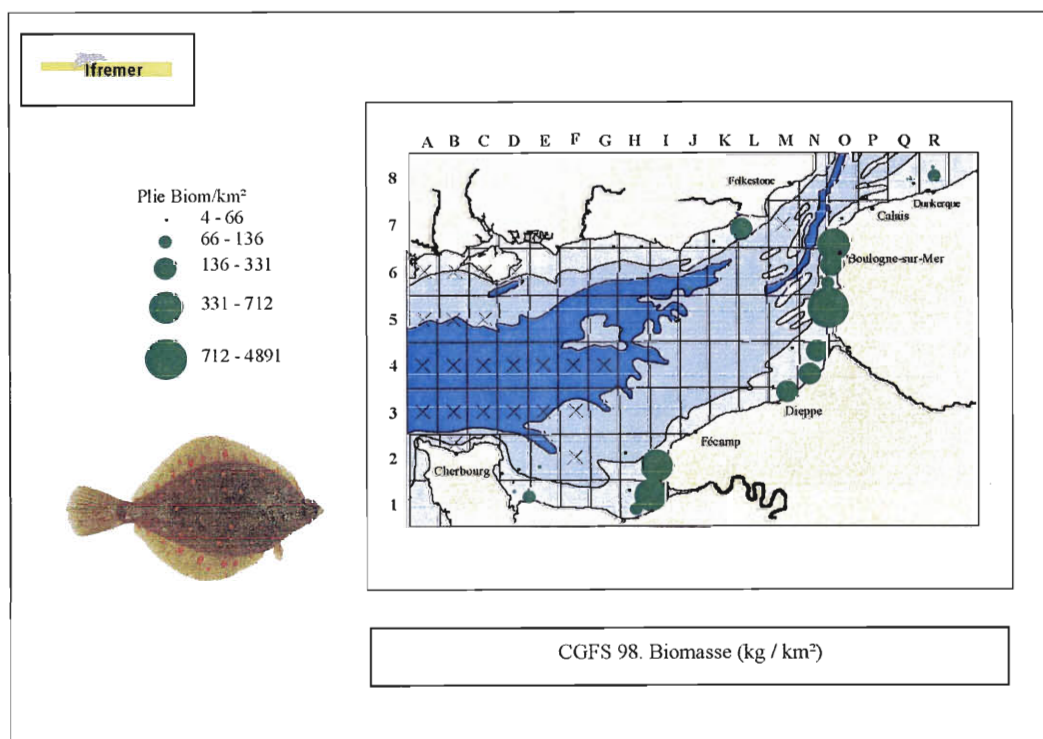 Ifremer
Plie Biom/km²
4 - 66
66 - 136
136 - 331
331 - 712
712 - 4891
A B C D E F G H I J K L M N O P Q R
8
7
6
5
4
3
2
1
Felkestone
Dunkerque
Calais
Boulogne-sur-Mer
Dieppe
Fécamp
Cherbourg
CGFS 98. Biomasse (kg / km²)